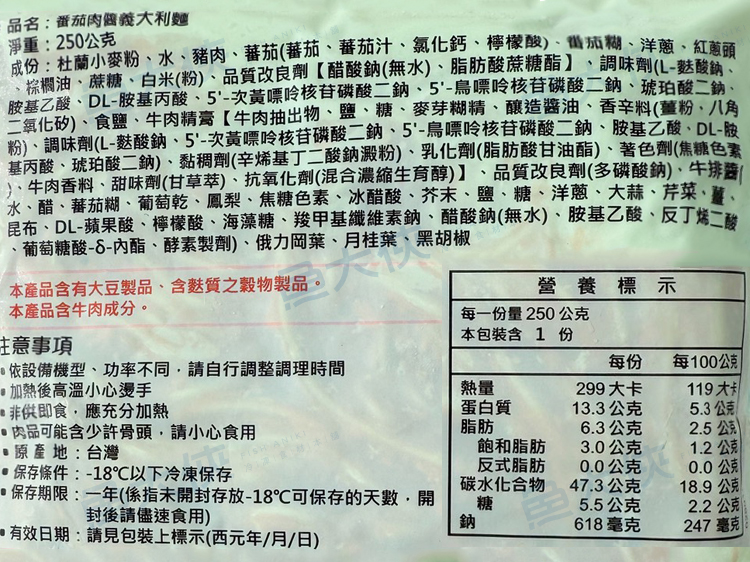 品名：番茄肉醬義大利麵
淨重：250公克
成份：杜蘭小麥粉、水、豬肉、番茄(番茄、番茄汁、氯化鈣、檸檬酸)、番茄糊、洋蔥、紅蔥頭
、棕櫚油、蔗糖、白米(粉)、品質改良劑【醋酸鈉(無水)、脂肪酸蔗糖酯】、調味劑(L-麩酸鈉、
胺基乙酸、DL-胺基丙酸、5'-次黃嘌呤核苷磷酸二鈉、5'-鳥嘌呤核苷磷酸二鈉、琥珀酸二鈉、
二氧化矽)、食鹽、牛肉精膏【牛肉抽出物、鹽、糖、麥芽糊精、釀造醬油、香辛料(薑粉、八角
粉)、調味劑(L-麩酸鈉、5'-次黃嘌呤核苷磷酸二鈉、5'-鳥嘌呤核苷磷酸二鈉、胺基乙酸、DL-胺
基丙酸、琥珀酸二鈉)、黏稠劑(辛烯基丁二酸鈉澱粉)、乳化劑(脂肪酸甘油酯)、著色劑(焦糖色素
)、牛肉香料、甜味劑(甘草萃)、抗氧化劑(混合濃縮生育醇)】、品質改良劑(多磷酸鈉)、牛排醬(
水、醋、番茄糊、葡萄乾、鳳梨、焦糖色素、冰醋酸、芥末、鹽、糖、洋蔥、大蒜、芹菜、薑、
昆布、DL-蘋果酸、檸檬酸、海藻糖、羧甲基纖維素鈉、醋酸鈉(無水)、胺基乙酸、反丁烯二酸
、葡萄糖酸-δ-內酯、酵素製劑)、俄力岡葉、月桂葉、黑胡椒
本產品含有大豆製品、含麩質之穀物製品。
本產品含牛肉成分。
魚大俠
注意事項
•依設備機型、功率不同，請自行調整調理時間
•加熱後高溫小心燙手
•非供即食，應充分加熱
•肉品可能含少許骨頭，請小心食用
•原產地：台灣
•保存條件：-18℃以下冷凍保存
•保存期限：一年(係指未開封存放-18℃可保存的天數，開
封後請儘速食用)
•有效日期：請見包裝上標示(西元年/月/日)
營養標示
每一份量 250 公克
本包裝含 1 份
每份 每100公克
熱量 299 大卡 119 大卡
蛋白質 13.3 公克 5.3 公克
脂肪 6.3 公克 2.5 公克
飽和脂肪 3.0 公克 1.2 公克
反式脂肪 0.0 公克 0.0 公克
碳水化合物 47.3 公克 18.9 公克
糖 5.5 公克 2.2 公克
鈉 618 毫克 247 毫克
魚大俠